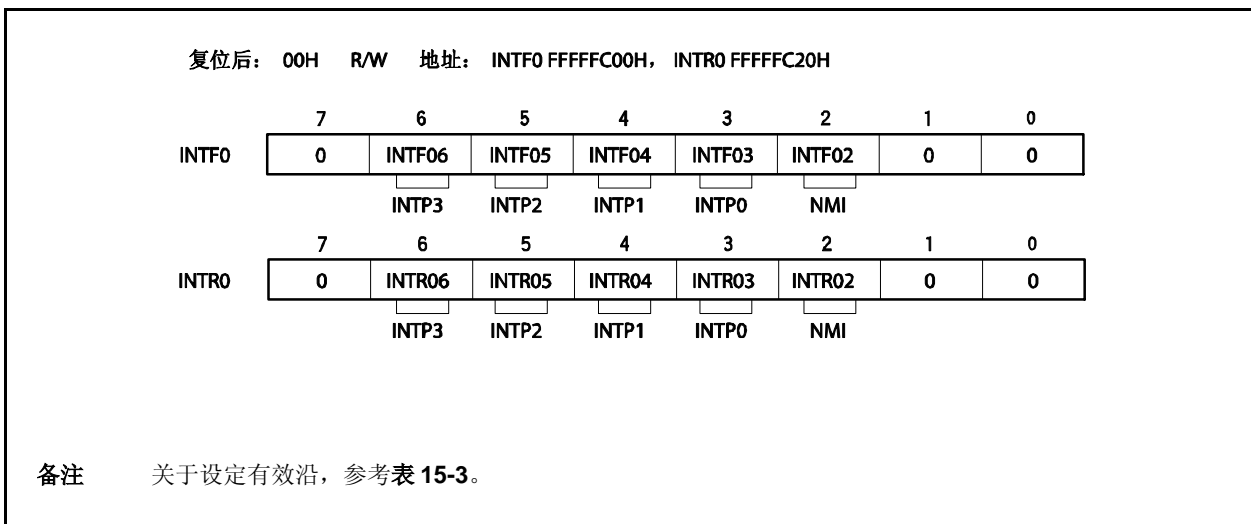 复位后： 00H R/W 地址： INTF0 FFFFFC00H， INTR0 FFFFFC20H
7 6 5 4 3 2 1 0
INTF0 0 INTF06 INTF05 INTF04 INTF03 INTF02 0 0
INTP3 INTP2 INTP1 INTP0 NMI
7 6 5 4 3 2 1 0
INTR0 0 INTR06 INTR05 INTR04 INTR03 INTR02 0 0
INTP3 INTP2 INTP1 INTP0 NMI
备注 关于设定有效沿，参考表 15-3。